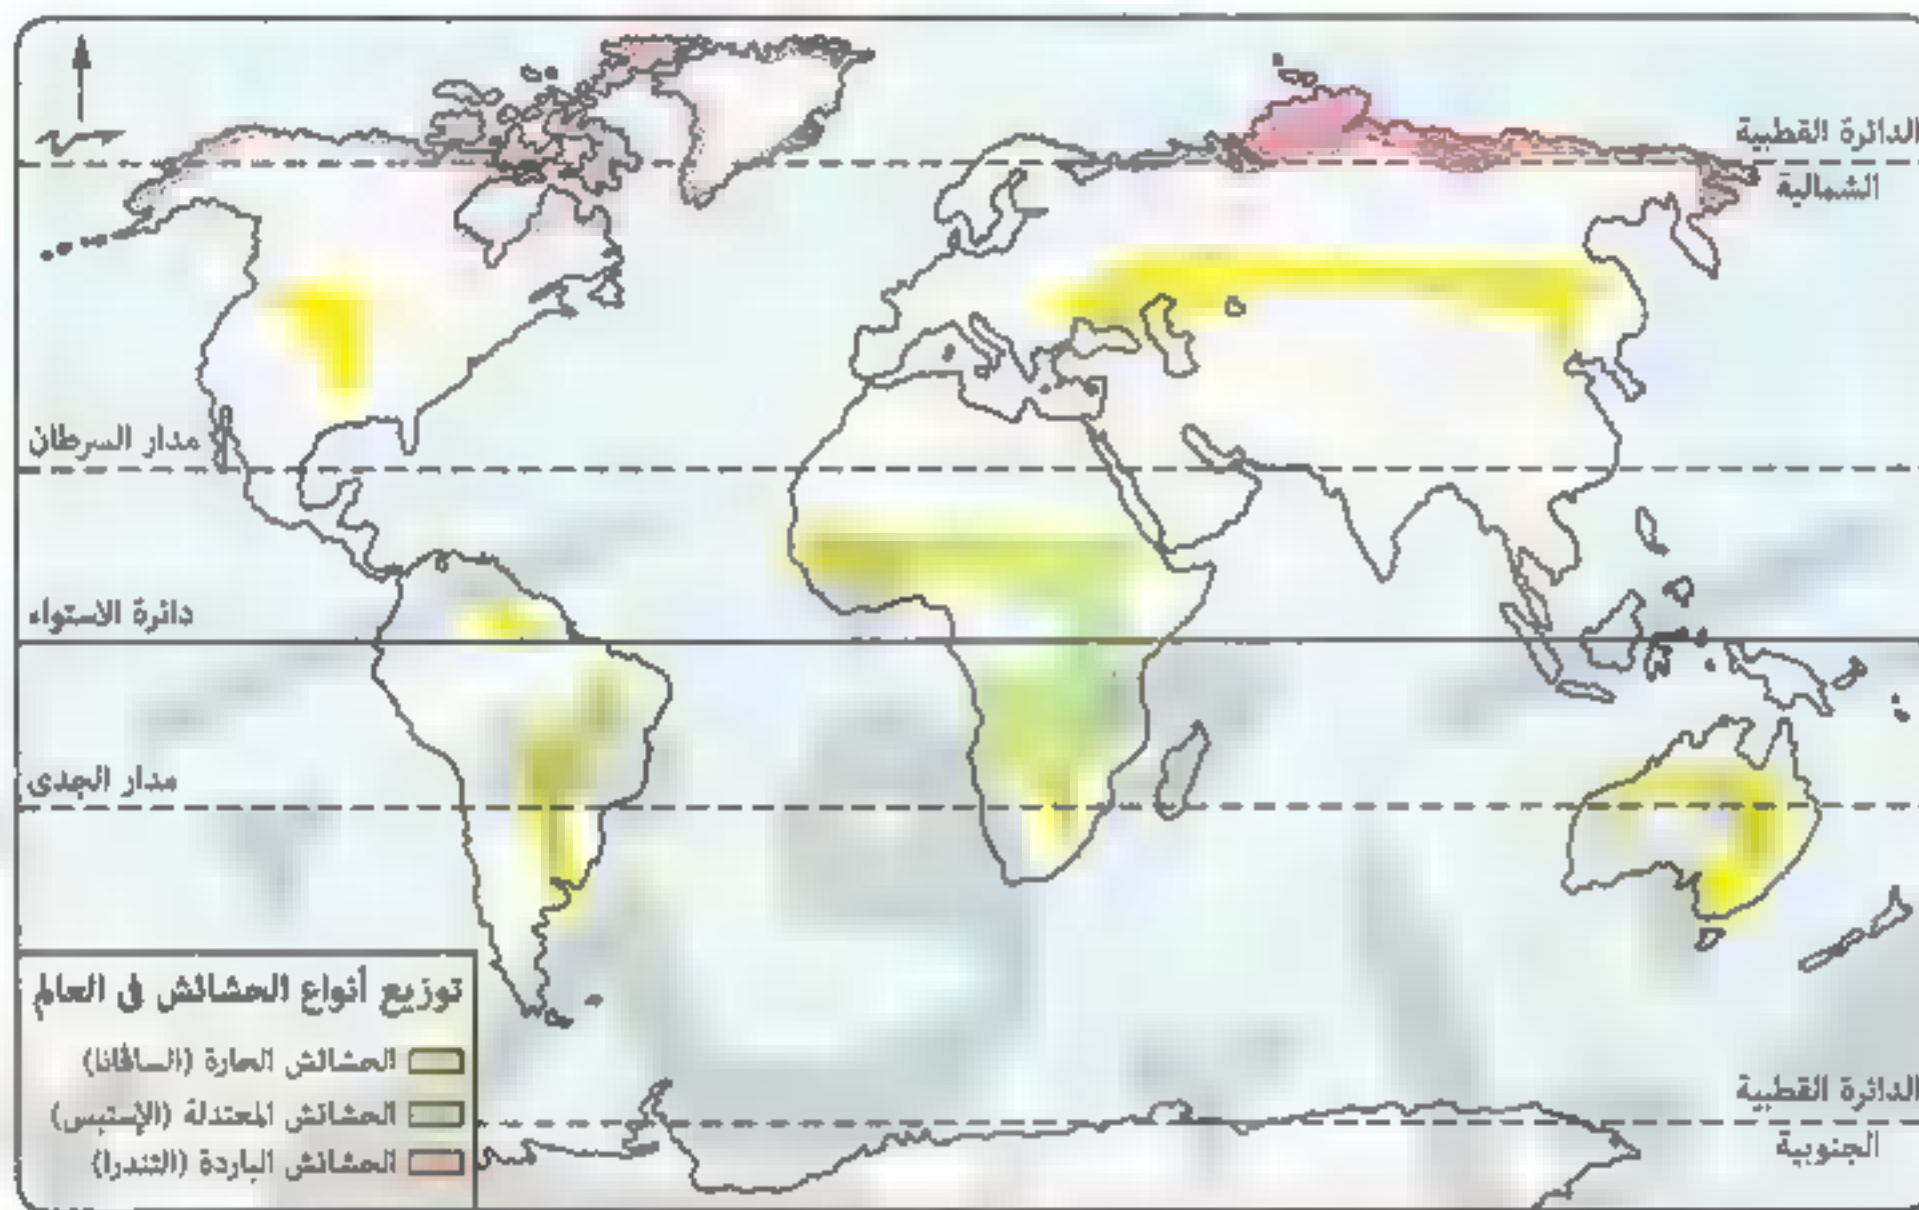 الدائرة القطبية
الشمالية
مدار السرطان
دائرة الاستواء
مدار الجدى
الدائرة القطبية
الجنوبية
توزيع أنواع الحشائش فى العالم
الحشائش الحارة (الساڤانا)
الحشائش المعتدلة (الإستبس)
الحشائش الباردة (التندرا)